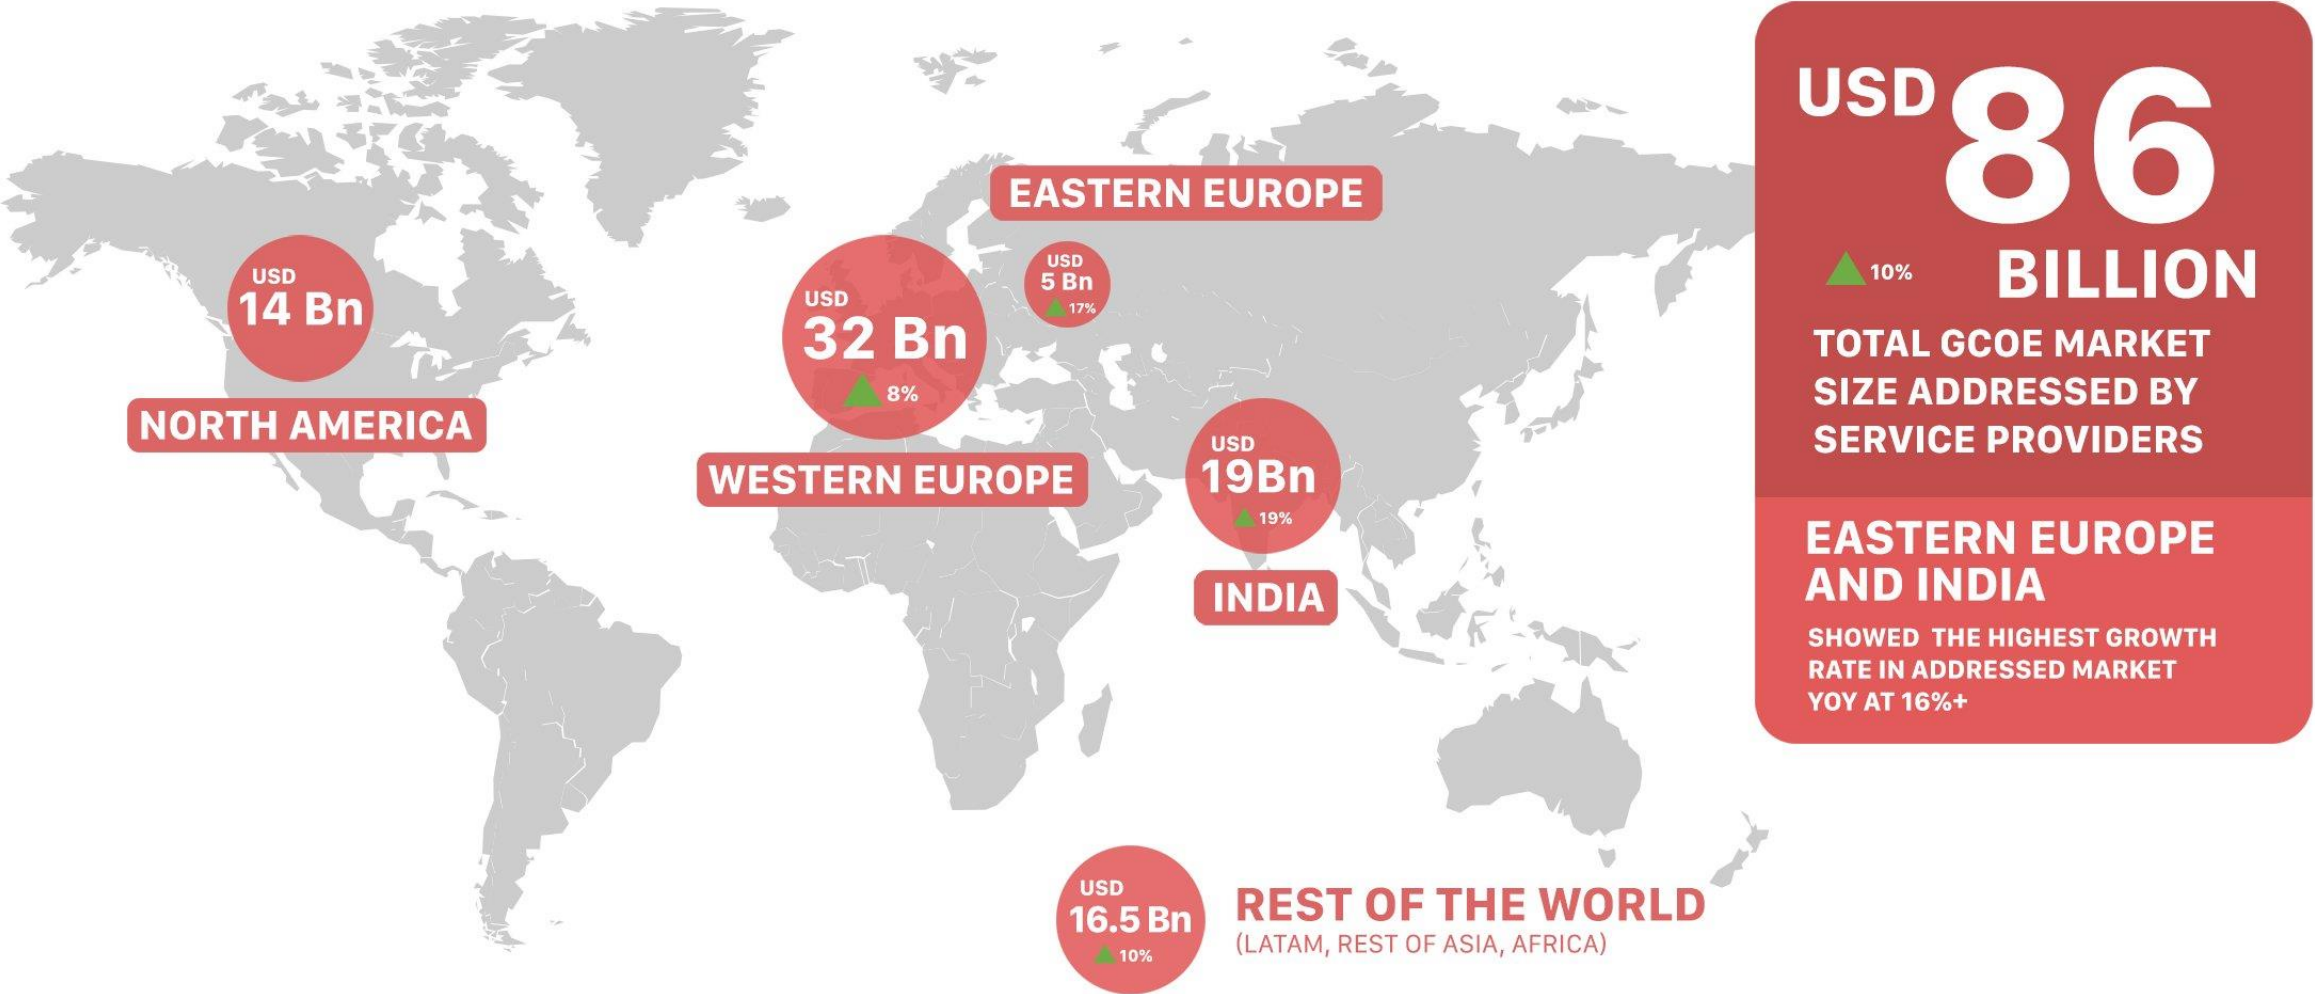 USD 86
10% BILLION
TOTAL GCOE MARKET
SIZE ADDRESSED BY
SERVICE PROVIDERS
EASTERN EUROPE
AND INDIA
SHOWED THE HIGHEST GROWTH
RATE IN ADDRESSED MARKET
YOY AT 16%+
EASTERN EUROPE
USD
5 Bn
17%
USD
14 Bn
NORTH AMERICA
USD
32 Bn
8%
WESTERN EUROPE
USD
19Bn
19%
INDIA
USD
16.5 Bn
10%
REST OF THE WORLD
(LATAM, REST OF ASIA, AFRICA)